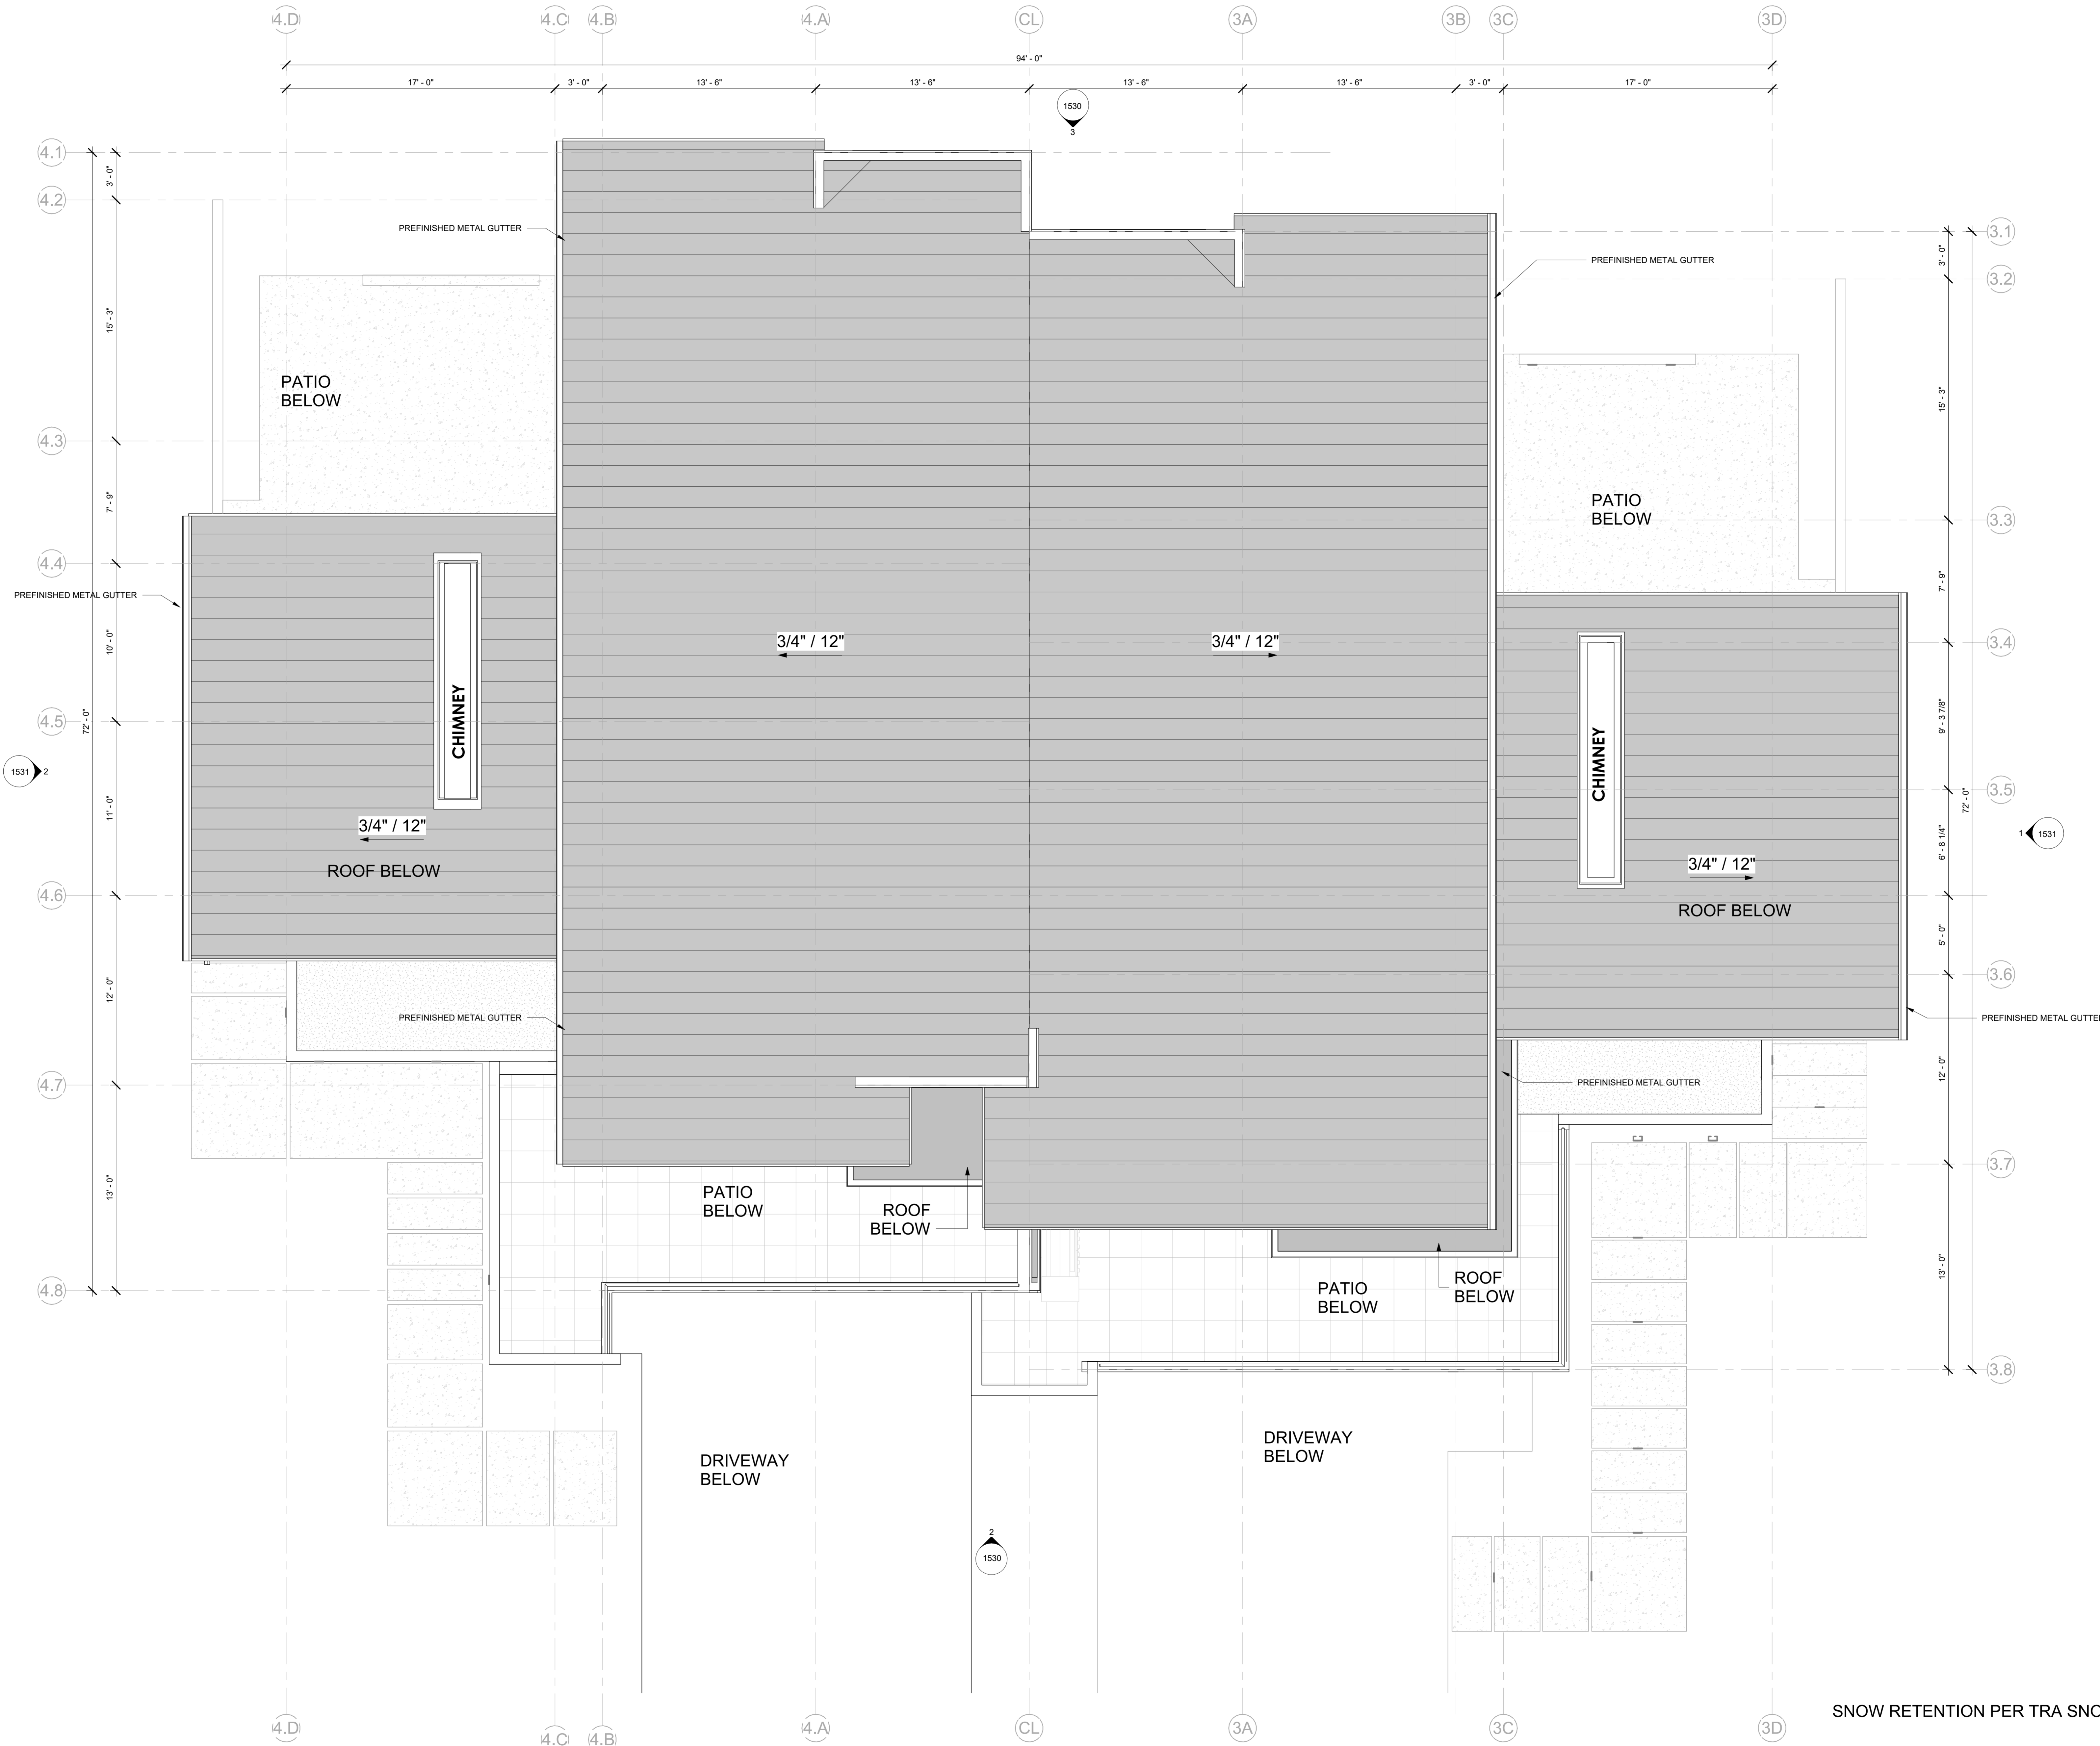 4.D
4.C
4.B
4.A
CL
3A
3B
3C
3D
94' - 0"
17' - 0"
3' - 0"
13' - 6"
13' - 6"
13' - 6"
13' - 6"
3' - 0"
17' - 0"
1530
3
4.1
3' - 0"
4.2
PREFINISHED METAL GUTTER
3.1
3' - 0"
PREFINISHED METAL GUTTER
3.2
15' - 3"
PATIO
BELOW
15' - 3"
4.3
7' - 9"
PATIO
BELOW
3.3
4.4
7' - 9"
PREFINISHED METAL GUTTER
10' - 0"
3/4" / 12"
3/4" / 12"
3.4
CHIMNEY
CHIMNEY
72' - 0"
4.5
9' - 3 7/8"
1531
2
3.5
72' - 0"
11' - 0"
3/4" / 12"
1
1531
6' - 8 1/4"
3/4" / 12"
ROOF BELOW
4.6
ROOF BELOW
5' - 0"
3.6
12' - 0"
PREFINISHED METAL GUTTER
PREFINISHED METAL GUTTER
12' - 0"
4.7
PREFINISHED METAL GUTTER
3.7
13' - 0"
PATIO
BELOW
ROOF
BELOW
13' - 0"
4.8
PATIO
BELOW
ROOF
BELOW
3.8
DRIVEWAY
BELOW
DRIVEWAY
BELOW
2
1530
SNOW RETENTION PER TRA SNO
4.D
4.C
4.B
4.A
CL
3A
3C
3D